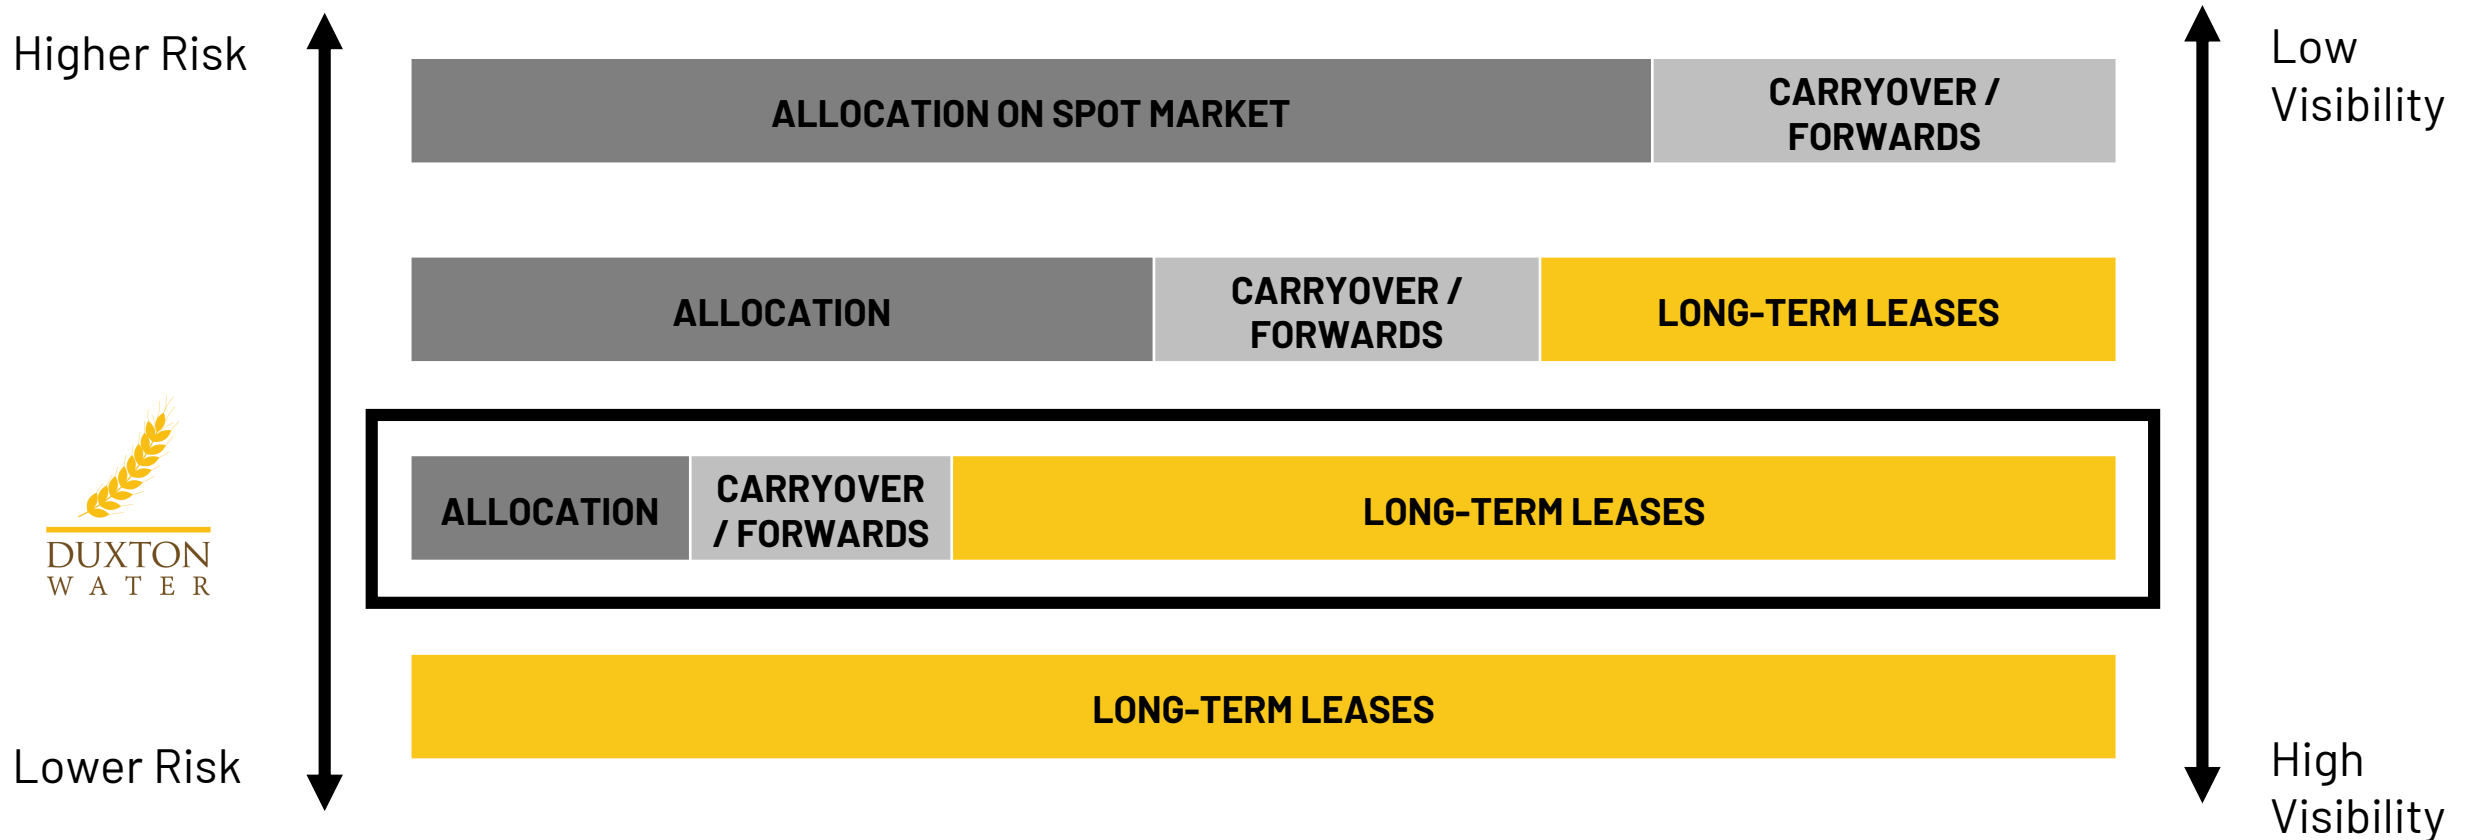 Higher Risk
Low
Visibility
ALLOCATION ON SPOT MARKET
CARRYOVER /
FORWARDS
ALLOCATION
CARRYOVER /
FORWARDS
LONG-TERM LEASES
DUXTON
WATER
ALLOCATION
CARRYOVER
/ FORWARDS
LONG-TERM LEASES
LONG-TERM LEASES
Lower Risk
High
Visibility